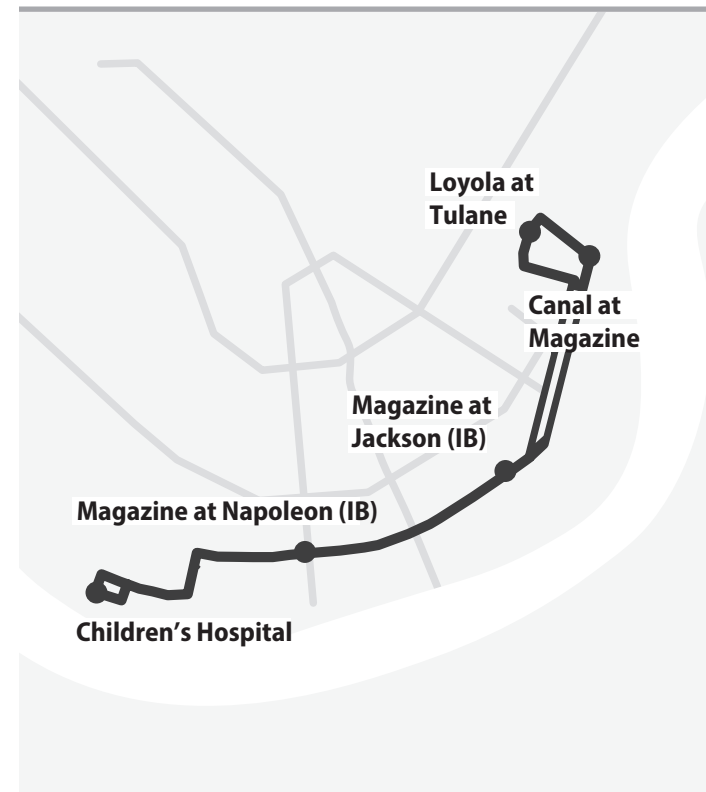 Loyola at
Tulane
Canal at
Magazine
Magazine at
Jackson (IB)
Magazine at Napoleon (IB)
Children’s Hospital